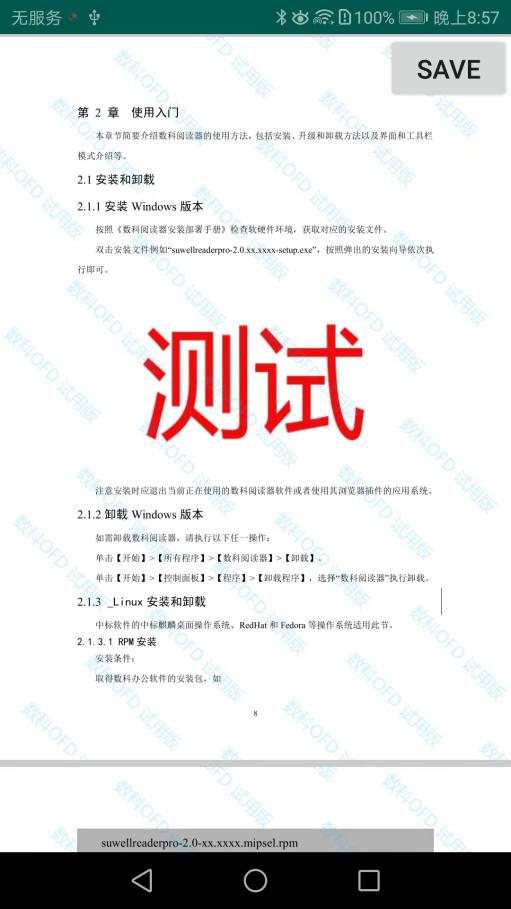 无服务
100%
晚上8:57
SAVE
第 2 章 使用入门
本章节简要介绍数科阅读器的使用方法，包括安装、升级和卸载方法以及界面和工具栏
模式介绍等。
2.1 安装和卸载
2.1.1 安装 Windows 版本
按照《数科阅读器安装部署手册》检查软硬件环境，获取对应的安装文件。
双击安装文件例如“suwellreaderpro-2.0.xx.xxxx-setup.exe”，按照弹出的安装向导依次执
行即可。
测试
注意安装时应退出当前正在使用的数科阅读器软件或者使用其浏览器插件的应用系统。
2.1.2 卸载 Windows 版本
如需卸载数科阅读器，请执行以下任一操作：
单击【开始】>【所有程序】>【数科阅读器】>【卸载】。
单击【开始】>【控制面板】>【程序】>【卸载程序】，选择“数科阅读器”执行卸载。
2.1.3 _Linux 安装和卸载
中标软件的中标麒麟桌面操作系统、RedHat 和 Fedora 等操作系统适用此节。
2.1.3.1 RPM 安装
安装条件：
取得数科办公软件的安装包，如
8
suwellreaderpro-2.0-xx.xxxx.mipsel.rpm
数科OFD 试用版